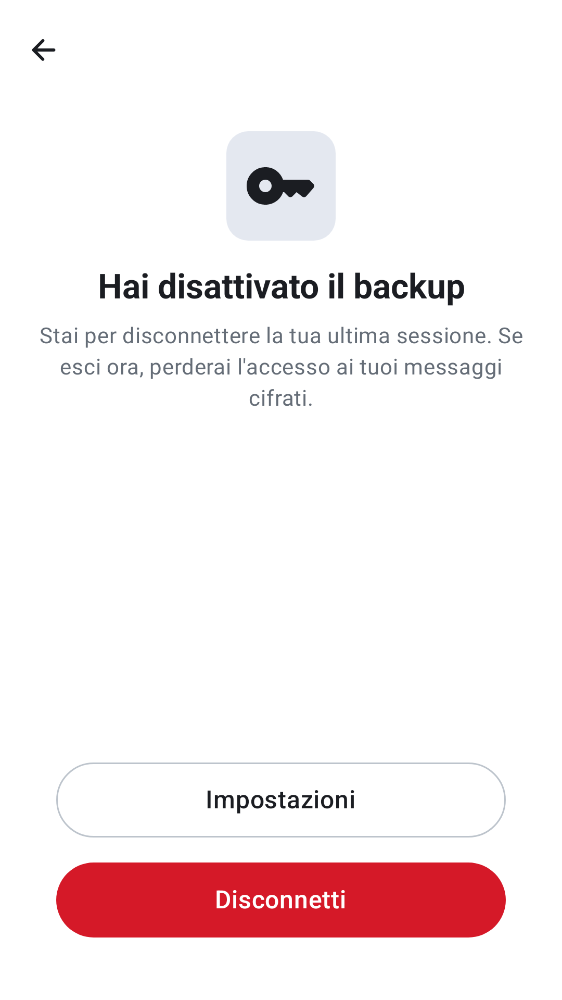 Hai disattivato il backup
Stai per disconnettere la tua ultima sessione. Se
esci ora, perderai l'accesso ai tuoi messaggi
cifrati.
Impostazioni
Disconnetti